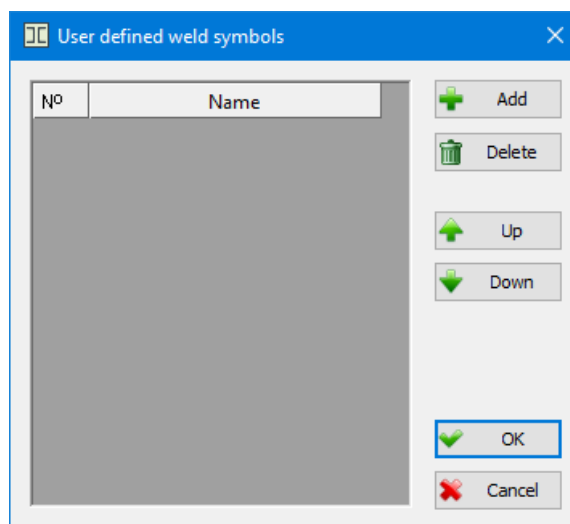 User defined weld symbols
Nº Name
Add
Delete
Up
Down
OK
Cancel